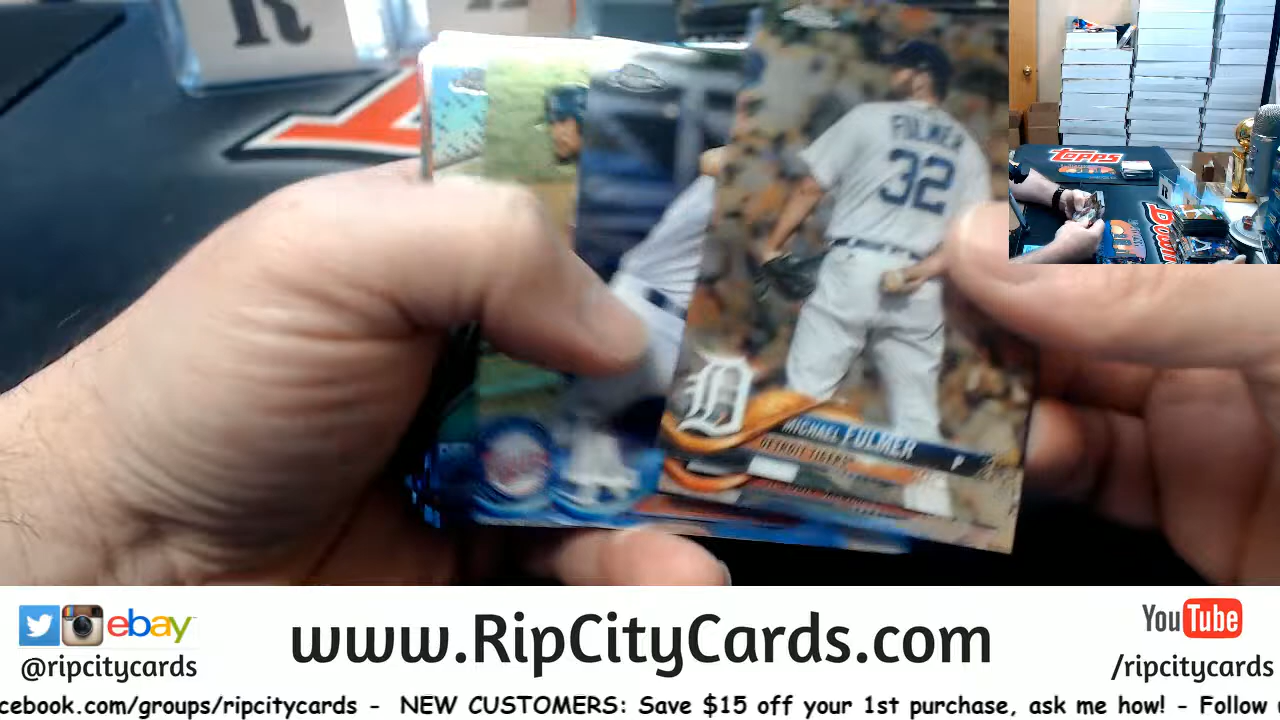 R
FULMER
32
D
MICHAEL FULMER P
DETROIT TIGERS
TOPPS
ebay
@ripcitycards
www.RipCityCards.com
YouTube
/ripcitycards
cebook.com/groups/ripcitycards - NEW CUSTOMERS: Save $15 off your 1st purchase, ask me how! - Follow